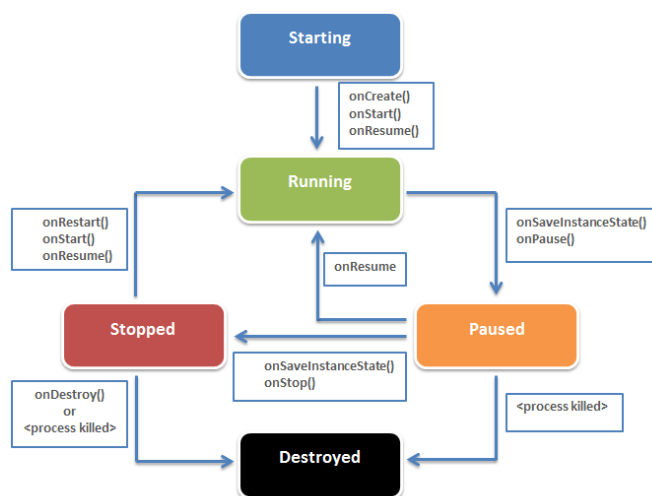 Starting
onCreate()
onStart()
onResume()
Running
onRestart()
onStart()
onResume()
onSaveInstanceState()
onPause()
onResume
Stopped
Paused
onSaveInstanceState()
onStop()
onDestroy()
or
<process killed>
<process killed>
Destroyed